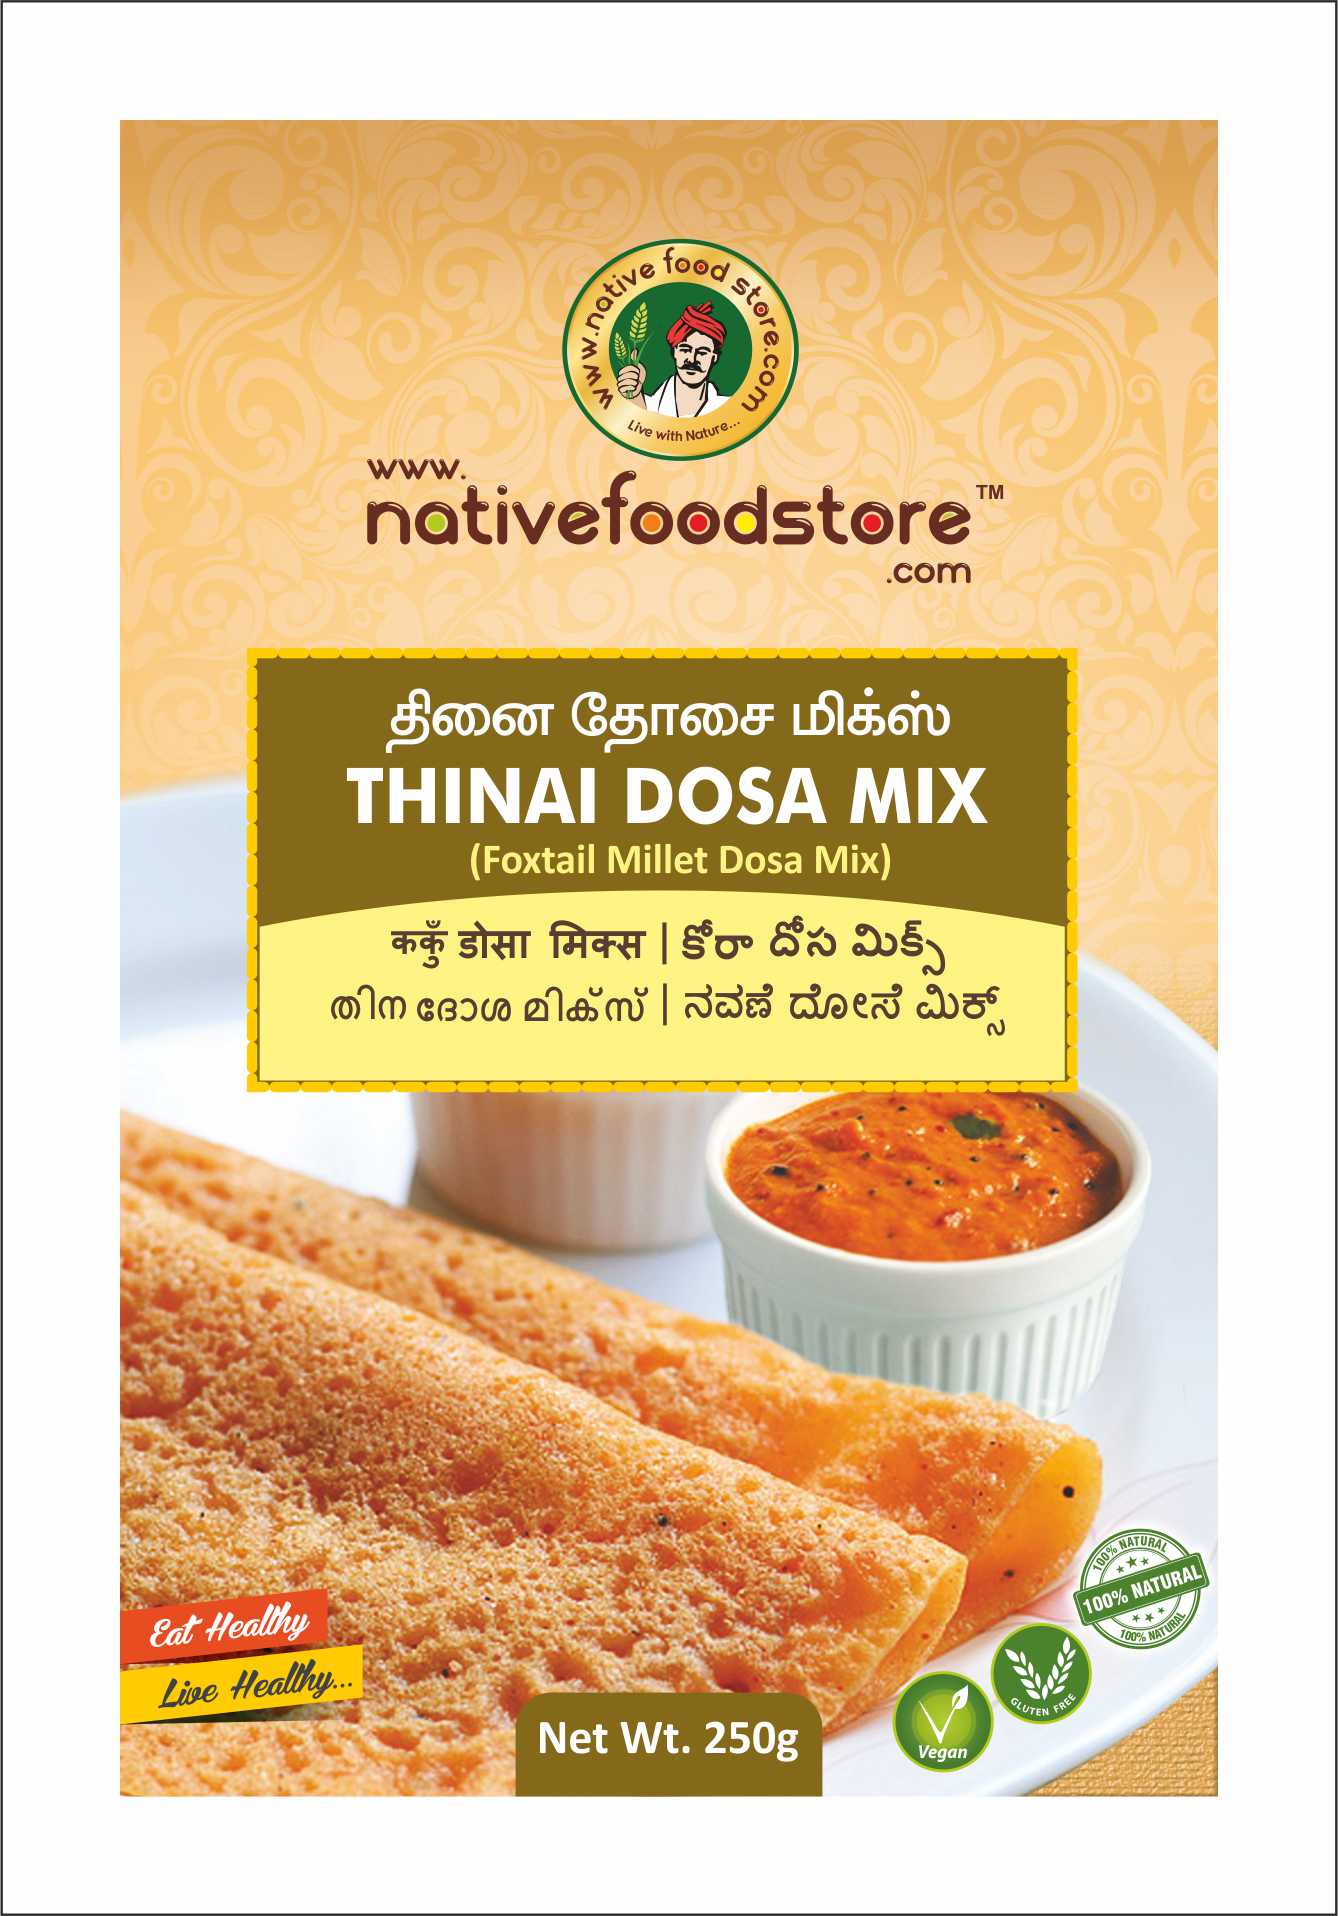 www.native food store.com
Live with Nature...
www.
nativefoodstore™
.com
தினை தோசை மிக்ஸ்
THINAI DOSA MIX
(Foxtail Millet Dosa Mix)
ककुँ डोसा मिक्स | కోరా దోస మిక్స్
തിന ദോശ മിക്സ് | ನವಣೆ ದೋಸೆ ಮಿಕ್ಸ್
100% NATURAL
100% NATURAL
100% NATURAL
Eat Healthy
Live Healthy...
GLUTEN FREE
Vegan
Net Wt. 250g